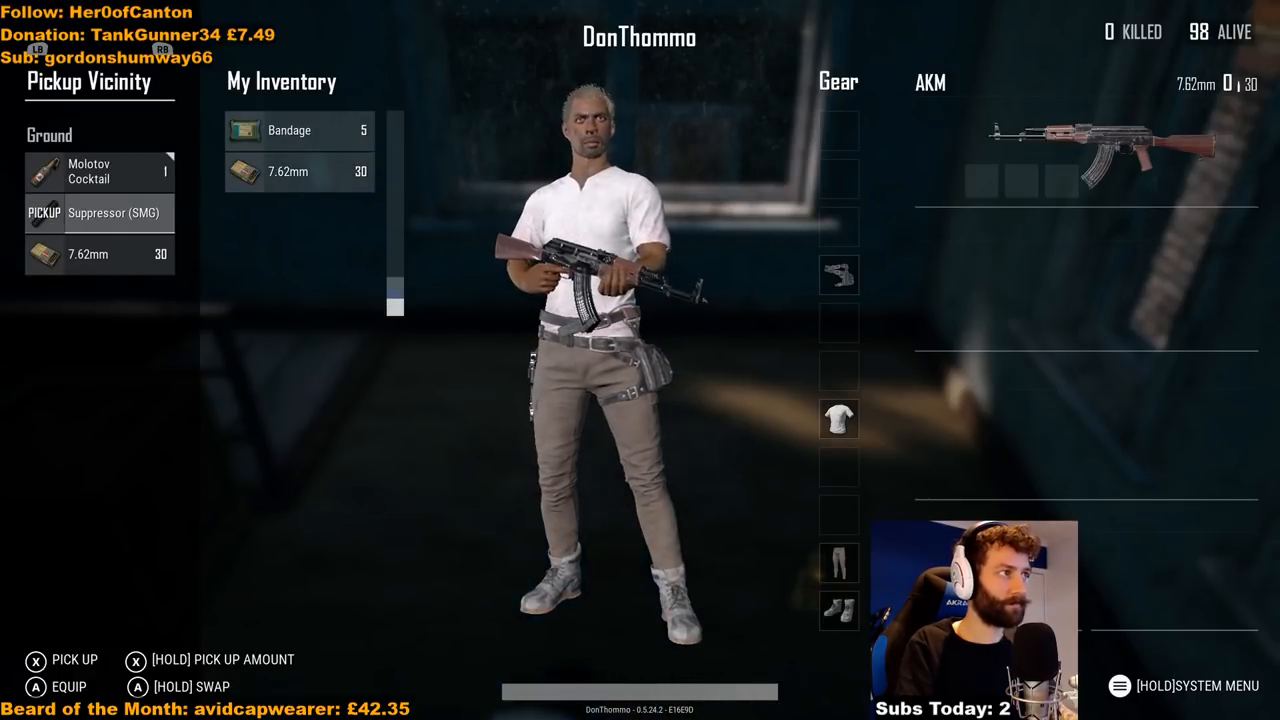 Follow: Her0ofCanton
Donation: TankGunner34 £7.49
LB RB
Sub: gordonshumway66
DonThommo
0 KILLED 98 ALIVE
Pickup Vicinity
My Inventory
Gear
AKM
7.62mm 0 | 30
Ground
Molotov
Cocktail 1
PICKUP Suppressor (SMG)
7.62mm 30
Bandage 5
7.62mm 30
AKRA
X PICK UP
X [HOLD] PICK UP AMOUNT
A EQUIP
A [HOLD] SWAP
[HOLD]SYSTEM MENU
Beard of the Month: avidcapwearer: £42.35
DonThommo - 0.5.24.2 - E16E9D
Subs Today: 2